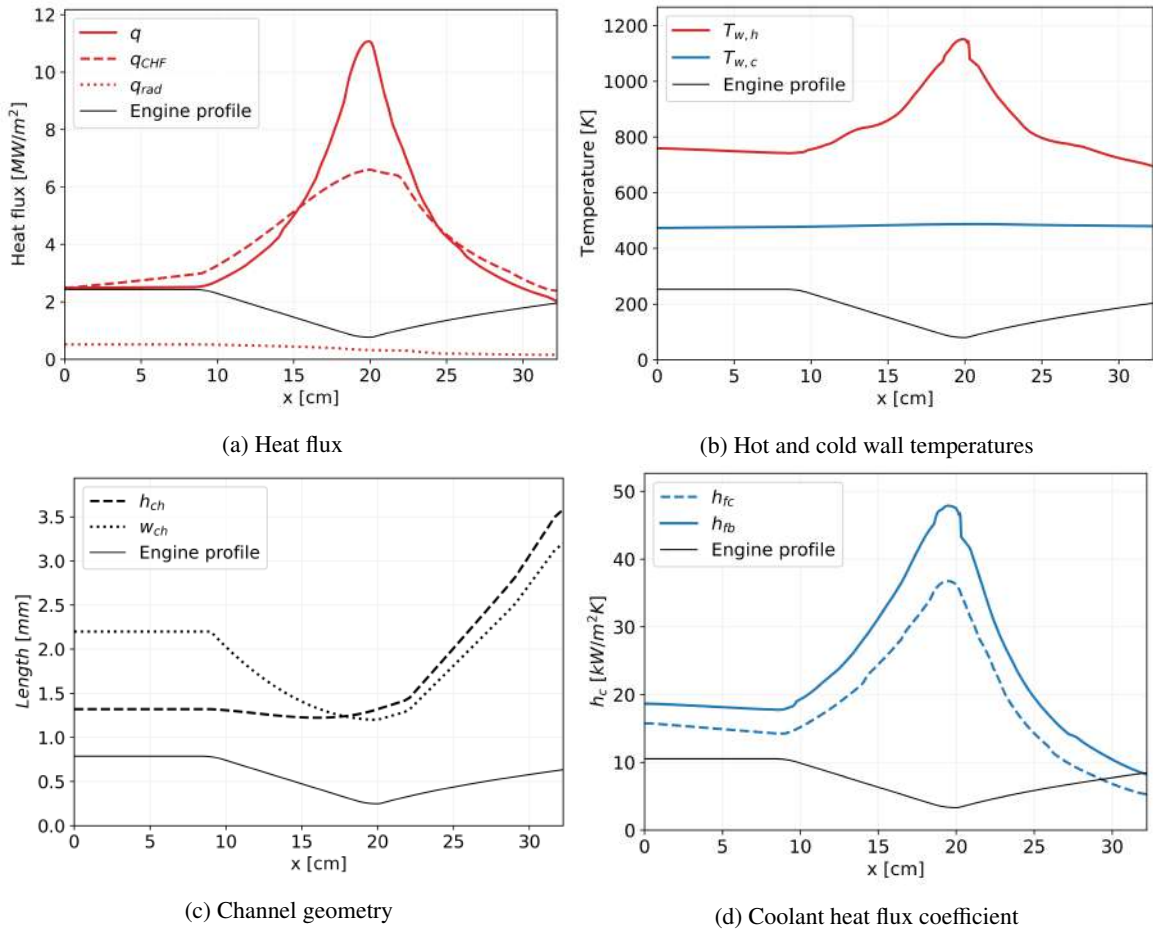 12
10
8
6
4
2
0
Heat flux [MW/m²]
q
q_CHF
q_rad
Engine profile
0 5 10 15 20 25 30
x [cm]
(a) Heat flux
1200
1000
800
600
400
200
0
Temperature [K]
T_w,h
T_w,c
Engine profile
0 5 10 15 20 25 30
x [cm]
(b) Hot and cold wall temperatures
3.5
3.0
2.5
2.0
1.5
1.0
0.5
0.0
Length [mm]
h_ch
w_ch
Engine profile
0 5 10 15 20 25 30
x [cm]
(c) Channel geometry
50
40
30
20
10
0
h_c [kW/m²K]
h_fc
h_fb
Engine profile
0 5 10 15 20 25 30
x [cm]
(d) Coolant heat flux coefficient